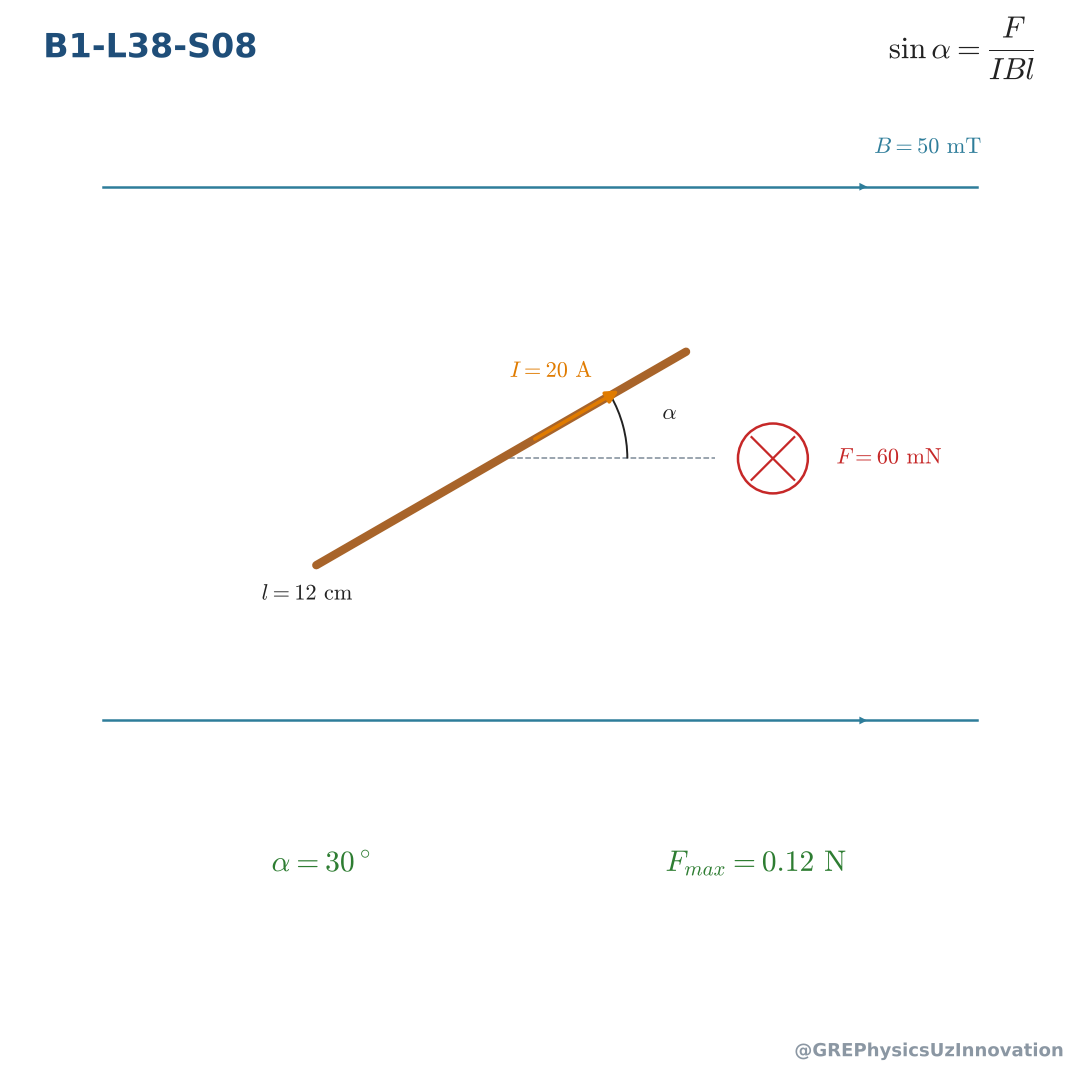 B1-L38-S08
sin α = F / IBl
B = 50 mT
I = 20 A
α
F = 60 mN
l = 12 cm
α = 30°
F_max = 0.12 N
@GREPhysicsUzInnovation